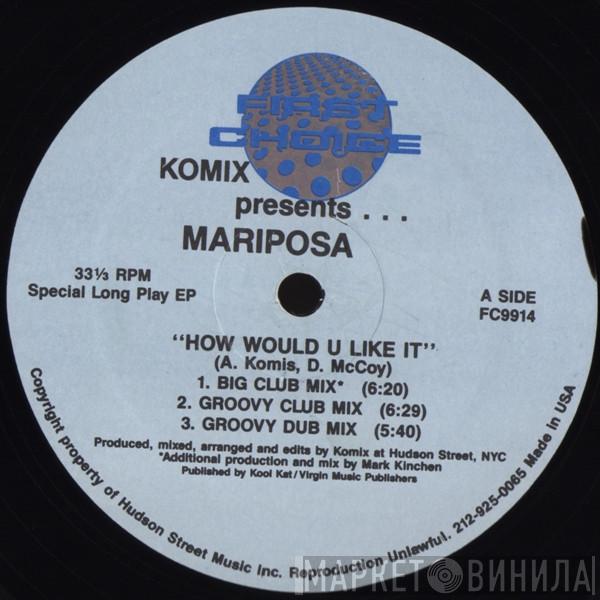 FIRST
CHOICE
KOMIX
presents . . .
MARIPOSA
33⅓ RPM
Special Long Play EP
A SIDE
FC9914
"HOW WOULD U LIKE IT"
(A. Komis, D. McCoy)
1. BIG CLUB MIX* (6:20)
2. GROOVY CLUB MIX (6:29)
3. GROOVY DUB MIX (5:40)
Produced, mixed, arranged and edits by Komix at Hudson Street, NYC
*Additional production and mix by Mark Kinchen
Published by Kool Kat/Virgin Music Publishers
Copyright property of Hudson Street Music Inc. Reproduction Unlawful. 212-925-0065 Made in USA
МАРКЕТ ВИНИЛА